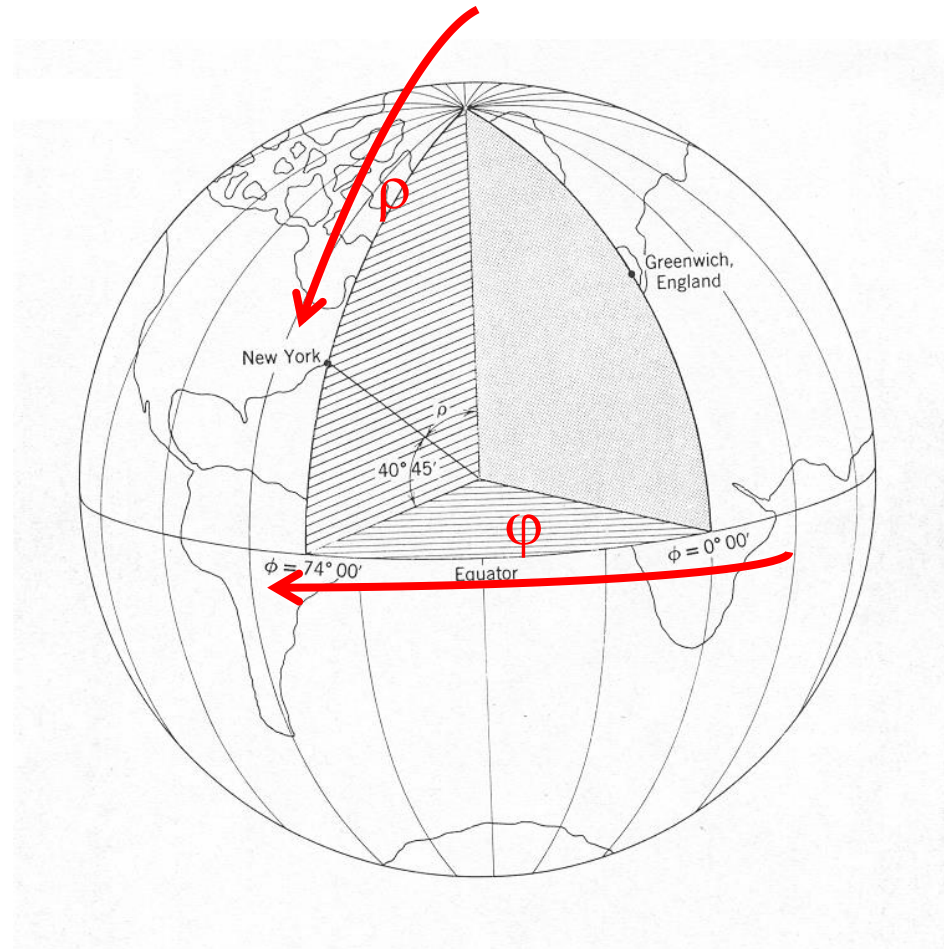 ρ
Greenwich,
England
New York
ρ
40° 45′
φ
ϕ = 0° 00′
ϕ = 74° 00′
Equator